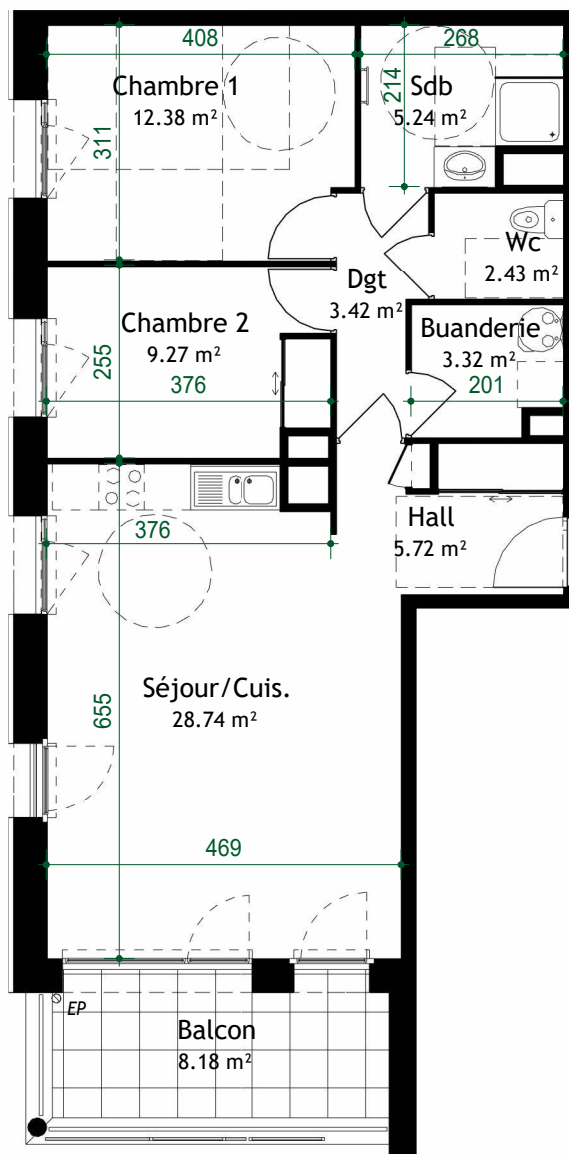 408
268
Chambre 1
12.38 m²
311
214
Sdb
5.24 m²
Wc
2.43 m²
Dgt
3.42 m²
Chambre 2
9.27 m²
255
376
Buanderie
3.32 m²
201
376
Hall
5.72 m²
Séjour/Cuis.
28.74 m²
655
469
EP
Balcon
8.18 m²